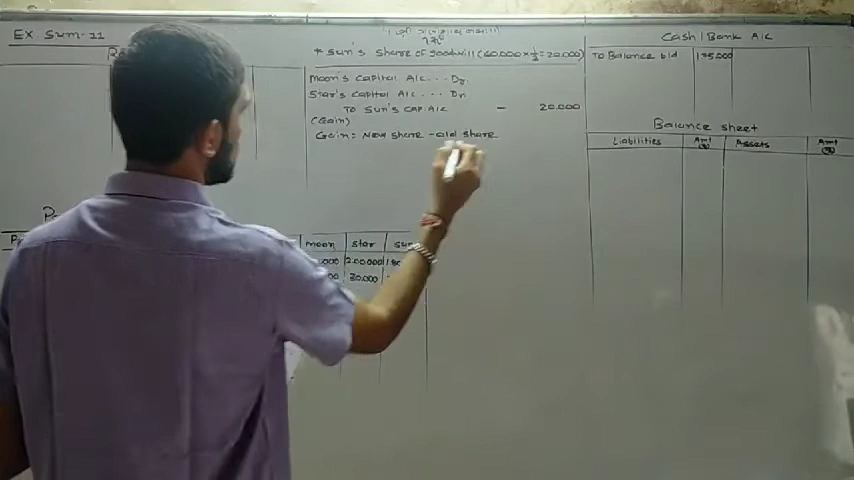 EX Sum-11
* Sun's Share of Goodwill (60.000 × 1/3 = 20.000)
Moon's Capital A/c ... Dr.
Star's Capital A/c ... Dr.
To Sun's Cap. A/c - 20.000
(Gain)
Gain = New Share - old Share
moon star
2.00.000
30.000
Cash / Bank A/c
To Balance b/d 1.75.000
Balance sheet
Liabilities Amt (₹) Assets Amt (₹)